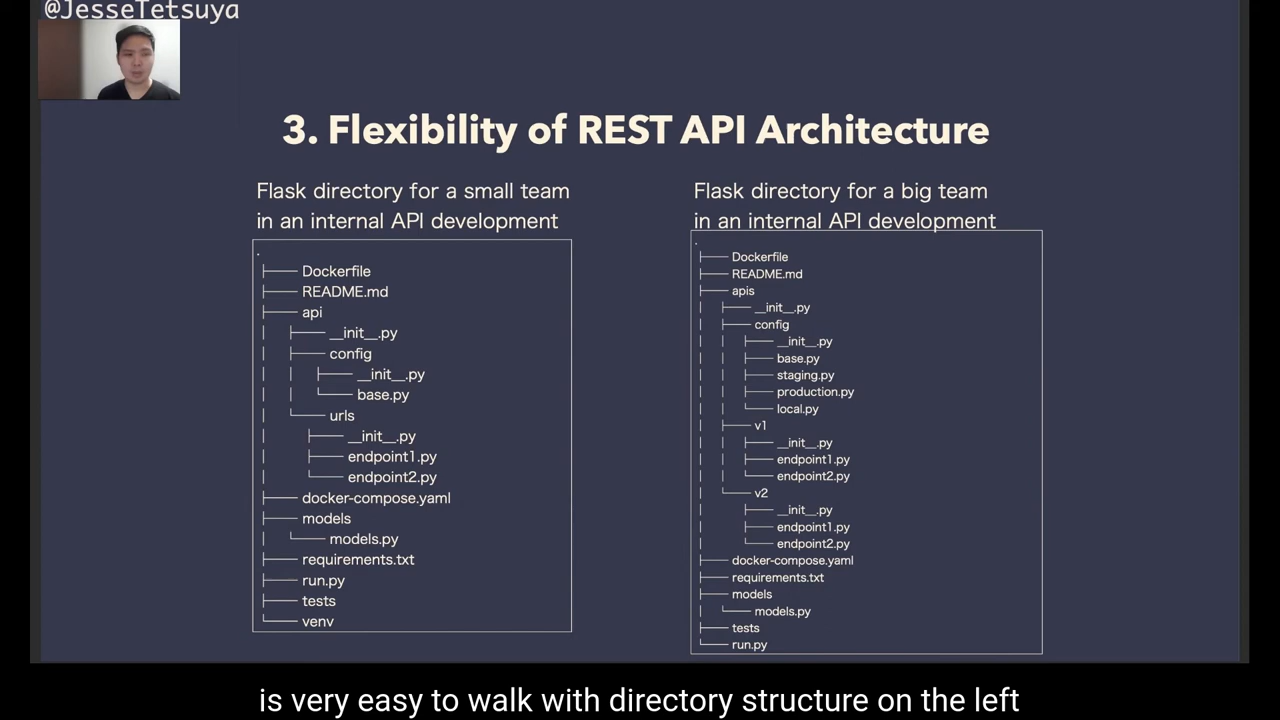 @JesseTetsuya
3. Flexibility of REST API Architecture
Flask directory for a small team
in an internal API development
.
├── Dockerfile
├── README.md
├── api
│   ├── __init__.py
│   ├── config
│   │   ├── __init__.py
│   │   └── base.py
│   └── urls
│       ├── __init__.py
│       ├── endpoint1.py
│       └── endpoint2.py
├── docker-compose.yaml
├── models
│   └── models.py
├── requirements.txt
├── run.py
├── tests
└── venv
Flask directory for a big team
in an internal API development
.
├── Dockerfile
├── README.md
├── apis
│   ├── __init__.py
│   ├── config
│   │   ├── __init__.py
│   │   ├── base.py
│   │   ├── staging.py
│   │   ├── production.py
│   │   └── local.py
│   ├── v1
│   │   ├── __init__.py
│   │   ├── endpoint1.py
│   │   └── endpoint2.py
│   └── v2
│       ├── __init__.py
│       ├── endpoint1.py
│       └── endpoint2.py
├── docker-compose.yaml
├── requirements.txt
├── models
│   └── models.py
├── tests
└── run.py
is very easy to walk with directory structure on the left